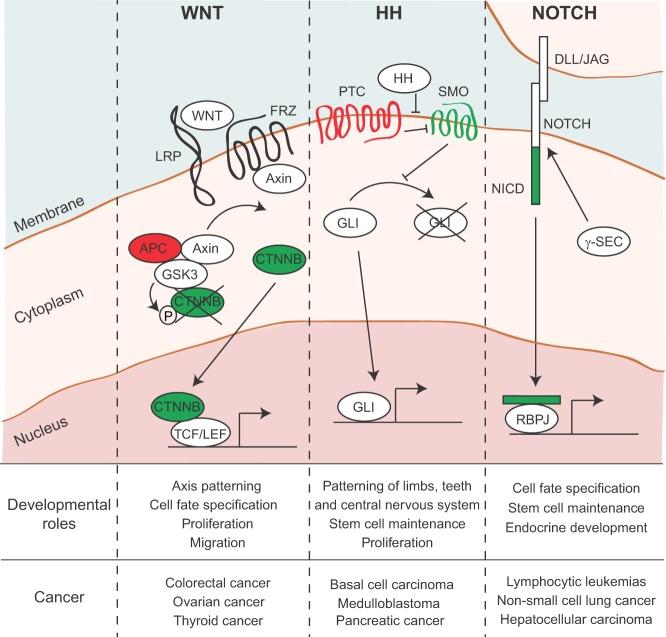 WNT
HH
NOTCH
DLL/JAG
HH
PTC
SMO
WNT
FRZ
NOTCH
LRP
Axin
NICD
Membrane
GLI
GLI
γ-SEC
APC
Axin
CTNNB
GSK3
CTNNB
P
Cytoplasm
CTNNB
GLI
RBPJ
TCF/LEF
Nucleus
Developmental
roles
Axis patterning
Cell fate specification
Proliferation
Migration
Patterning of limbs, teeth
and central nervous system
Stem cell maintenance
Proliferation
Cell fate specification
Stem cell maintenance
Endocrine development
Cancer
Colorectal cancer
Ovarian cancer
Thyroid cancer
Basal cell carcinoma
Medulloblastoma
Pancreatic cancer
Lymphocytic leukemias
Non-small cell lung cancer
Hepatocellular carcinoma